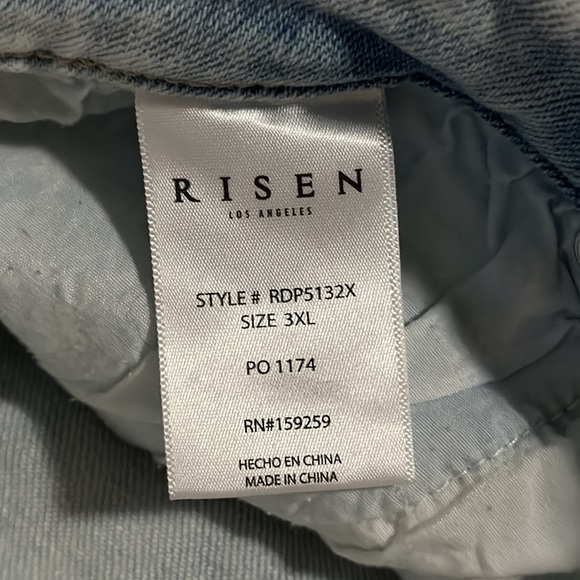 RISEN
LOS ANGELES
STYLE # RDP5132X
SIZE 3XL
PO 1174
RN#159259
HECHO EN CHINA
MADE IN CHINA